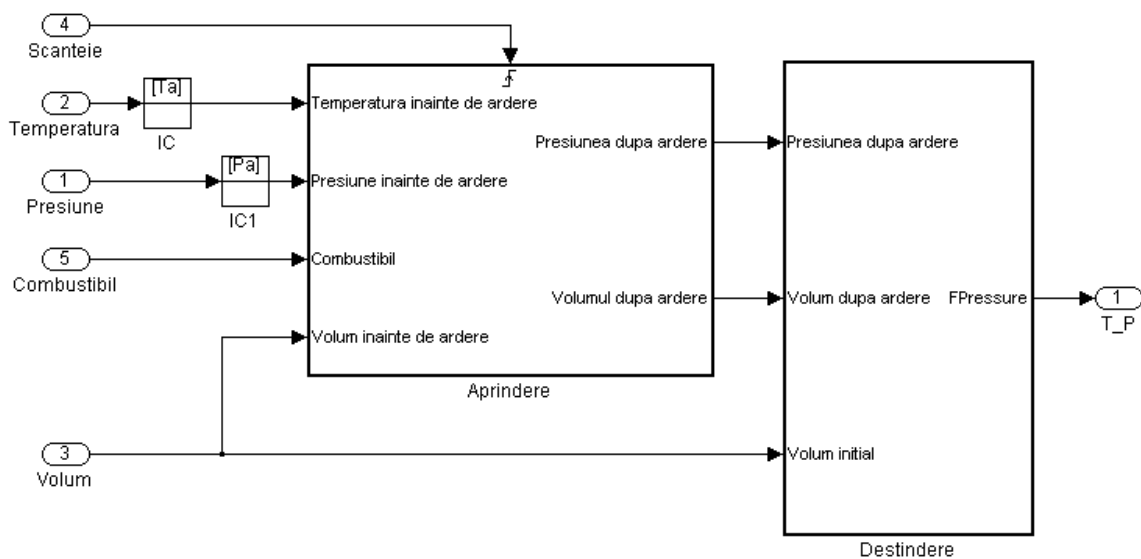 4
Scanteie
2
Temperatura
[Ta]
IC
1
Presiune
[Pa]
IC1
5
Combustibil
3
Volum
Temperatura inainte de ardere
Presiune inainte de ardere
Combustibil
Volum inainte de ardere
Presiunea dupa ardere
Volumul dupa ardere
Aprindere
Presiunea dupa ardere
Volum dupa ardere
Volum initial
FPressure
Destindere
1
T_P